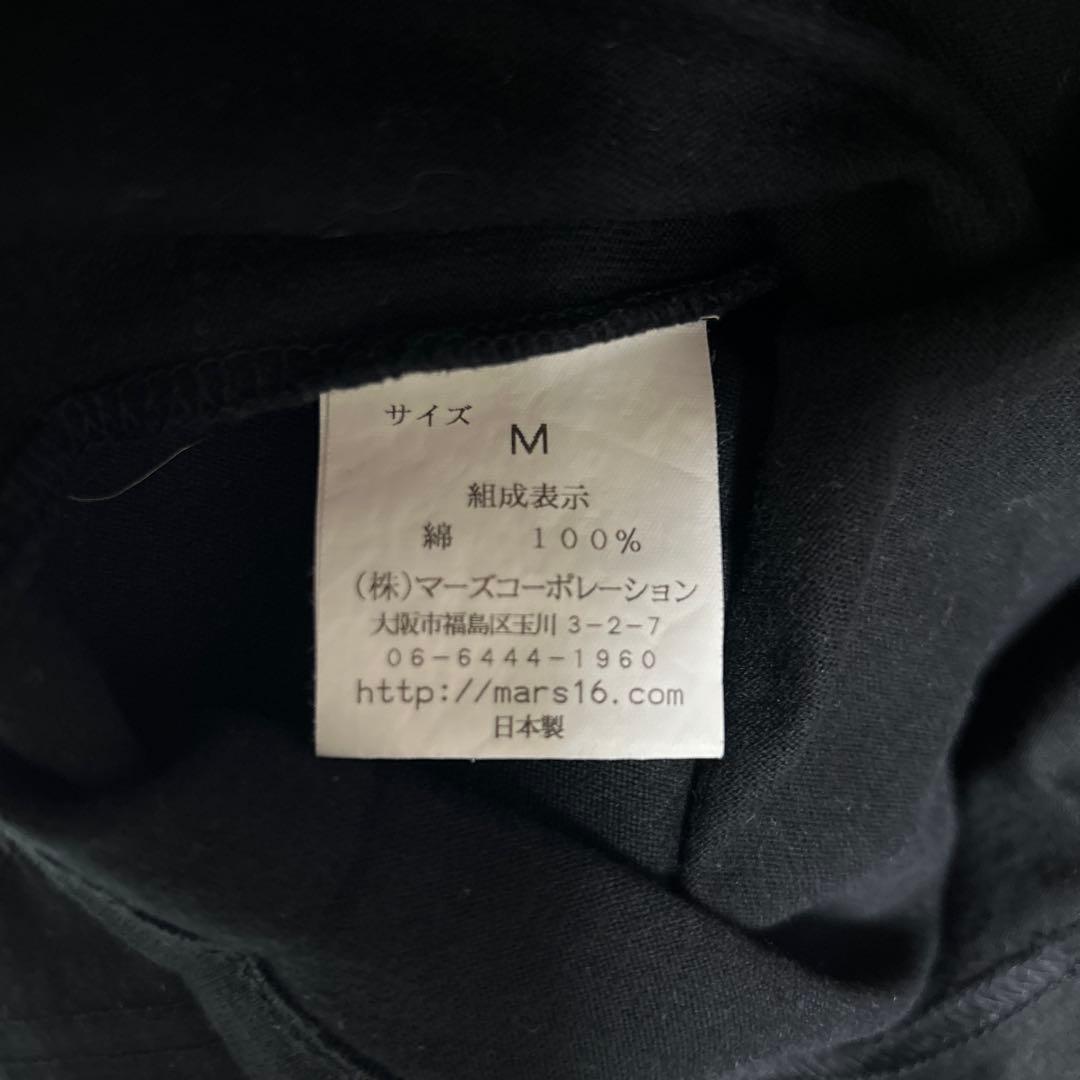 サイズ
M
組成表示
綿 100%
(株)マーズコーポレーション
大阪市福島区玉川 3-2-7
06-6444-1960
http://mars16.com
日本製